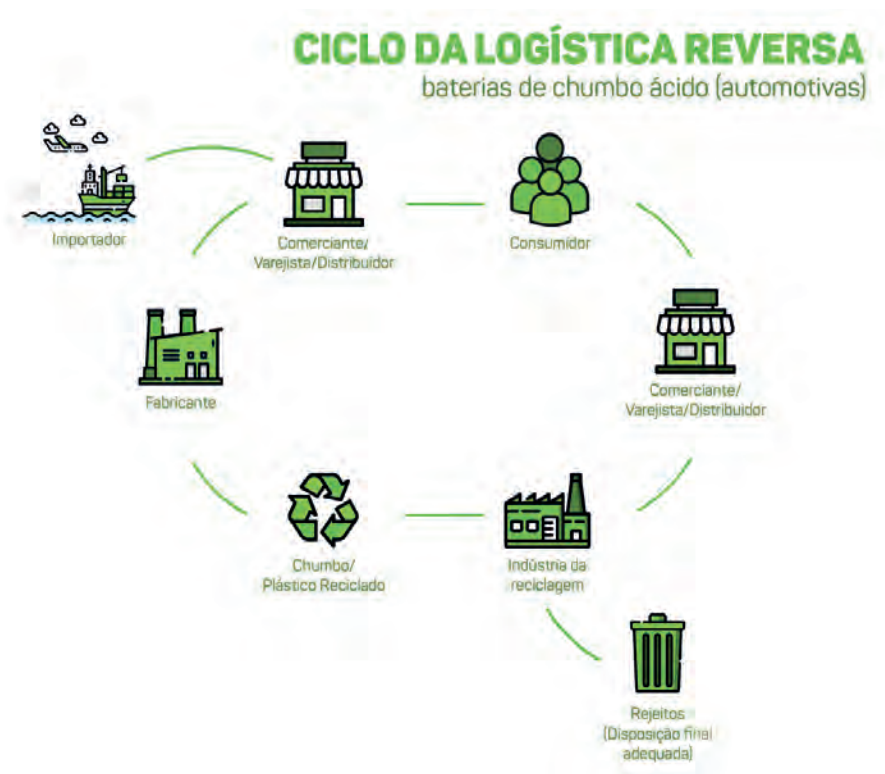 CICLO DA LOGÍSTICA REVERSA
baterias de chumbo ácido (automotivas)
Importador
Comerciante/
Varejista/Distribuidor
Consumidor
Fabricante
Comerciante/
Varejista/Distribuidor
Chumbo/
Plástico Reciclado
Indústria da
reciclagem
Rejeitos
(Disposição final
adequada)